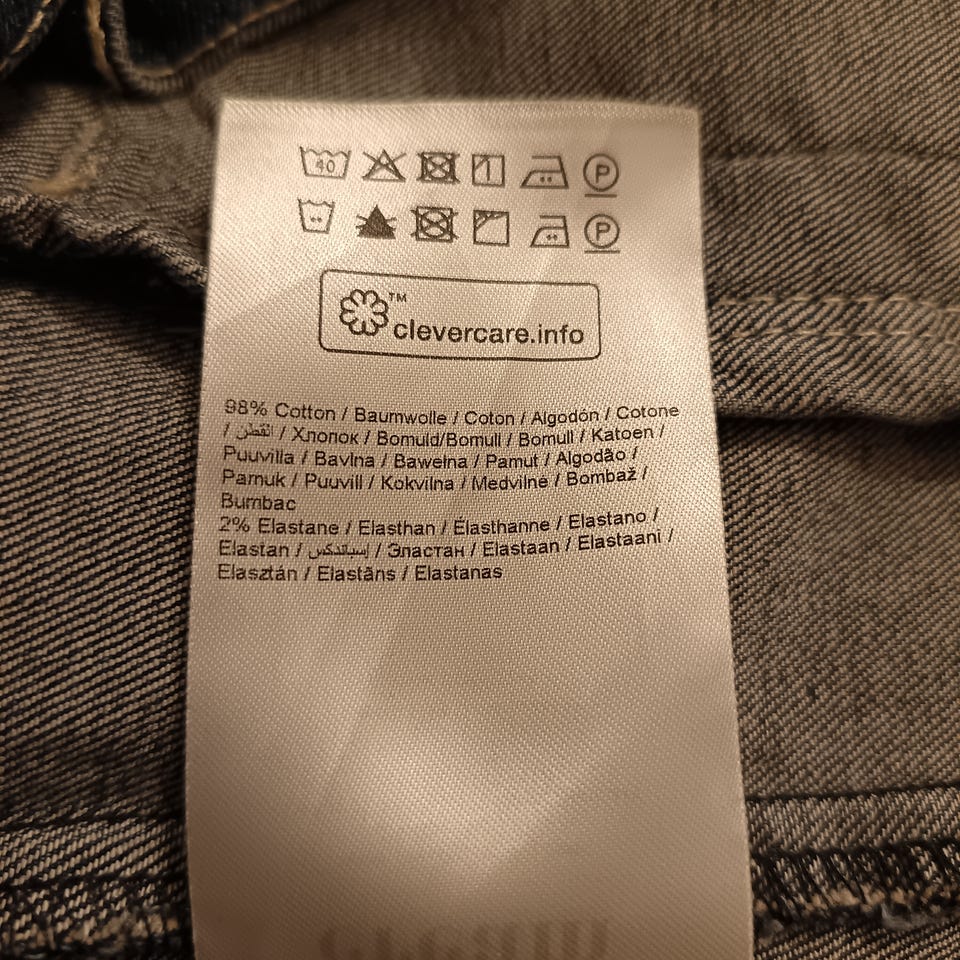 40 P
P
TM
clevercare.info
98% Cotton / Baumwolle / Coton / Algodón / Cotone
/ القطن / Хлопок / Bomuld/Bomull / Bomull / Katoen /
Puuvilla / Bavlna / Bawełna / Pamut / Algodão /
Pamuk / Puuvill / Kokvilna / Medvilnė / Bombaž /
Bumbac
2% Elastane / Elasthan / Élasthanne / Elastano /
Elastan / إسباندكس / Эластан / Elastaan / Elastaani /
Elasztán / Elastāns / Elastanas